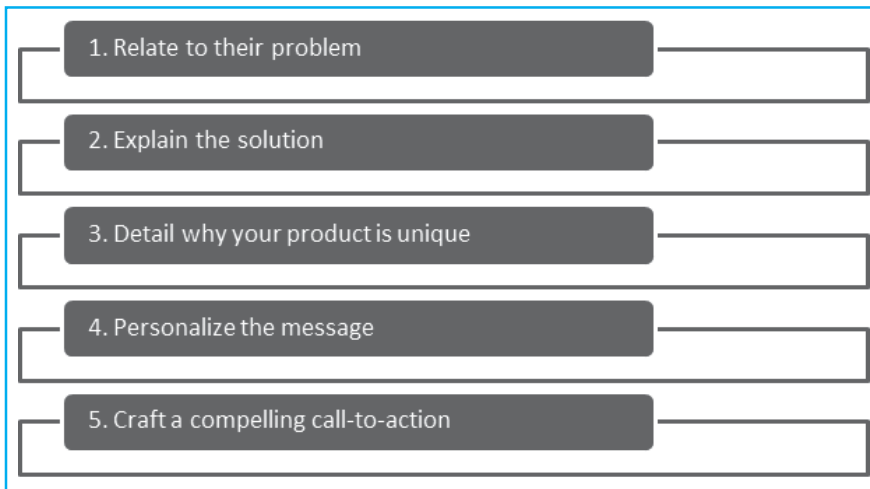 1. Relate to their problem
2. Explain the solution
3. Detail why your product is unique
4. Personalize the message
5. Craft a compelling call-to-action